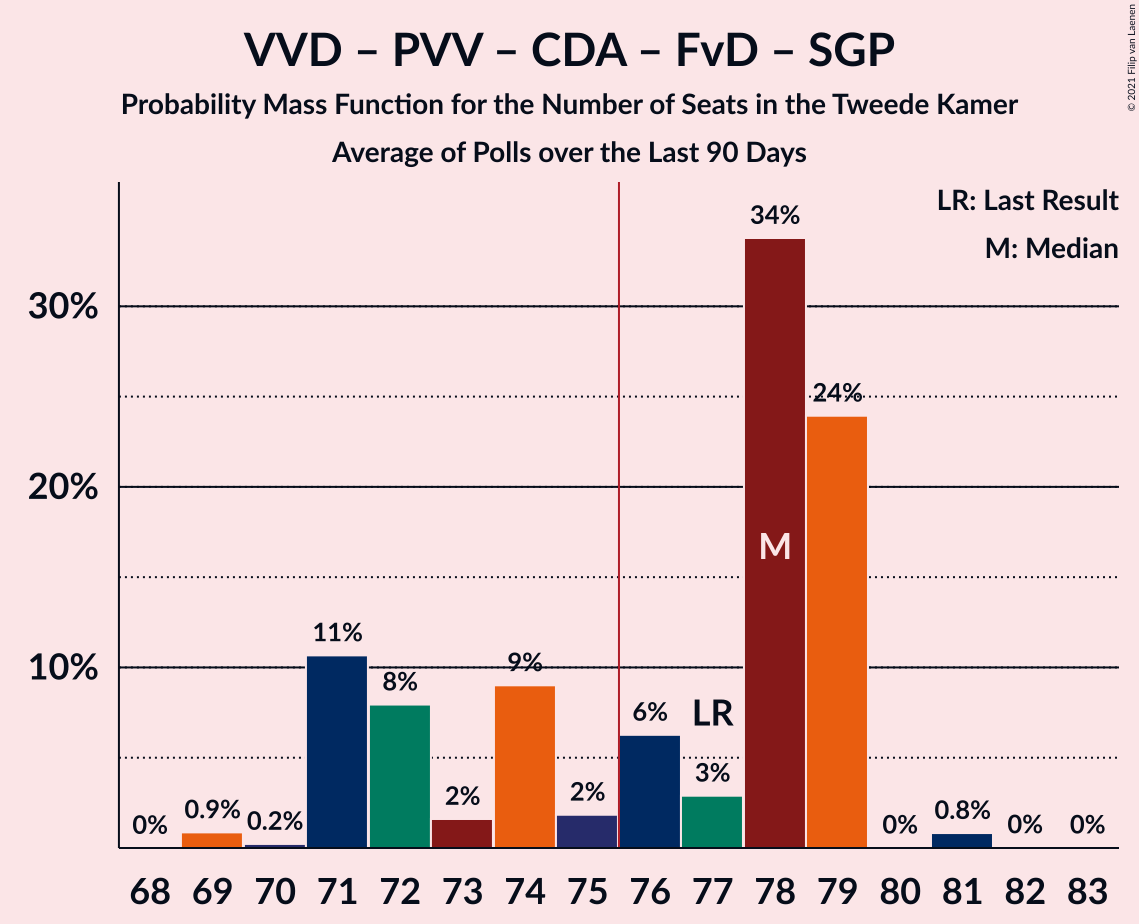 VVD – PVV – CDA – FvD – SGP
Probability Mass Function for the Number of Seats in the Tweede Kamer
Average of Polls over the Last 90 Days
© 2021 Filip van Laenen
LR: Last Result
M: Median
30%
20%
10%
0%
0.9%
0.2%
11%
8%
2%
9%
2%
6%
LR
3%
34%
M
24%
0%
0.8%
0%
0%
68 69 70 71 72 73 74 75 76 77 78 79 80 81 82 83